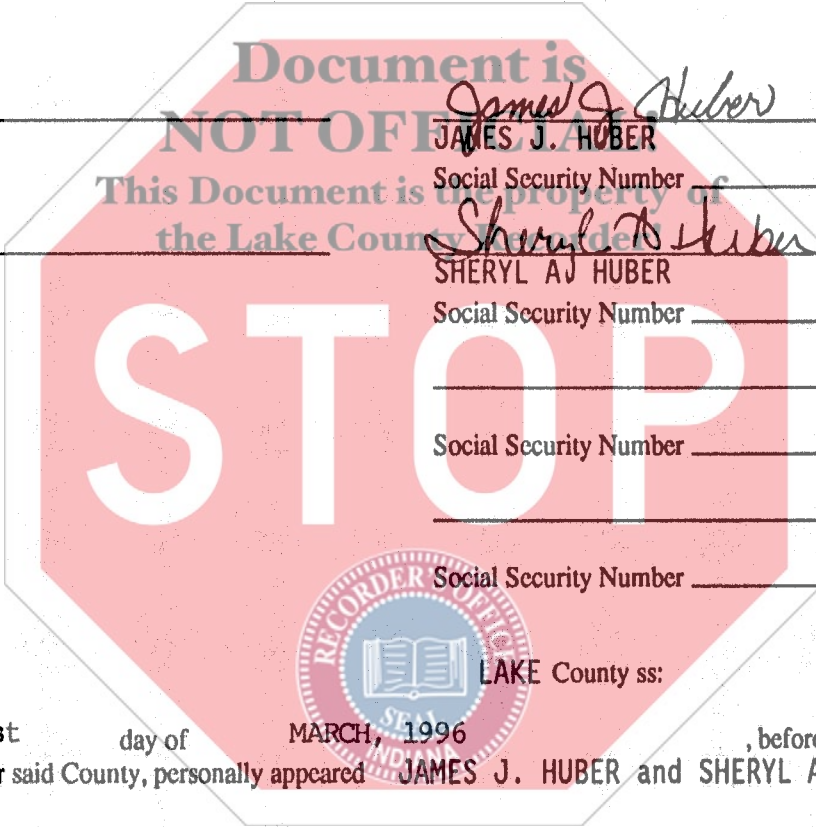 Document is
NOT OFFICIAL!
This Document is the property of
the Lake County Recorder!
James J Huber
JAMES J. HUBER
Social Security Number
Sheryl A Huber
SHERYL AJ HUBER
Social Security Number
STOP
Social Security Number
Social Security Number
RECORDER'S OFFICE
SEAL
INDIANA
LAKE County ss:
st day of MARCH, 1996 , before
said County, personally appeared JAMES J. HUBER and SHERYL A